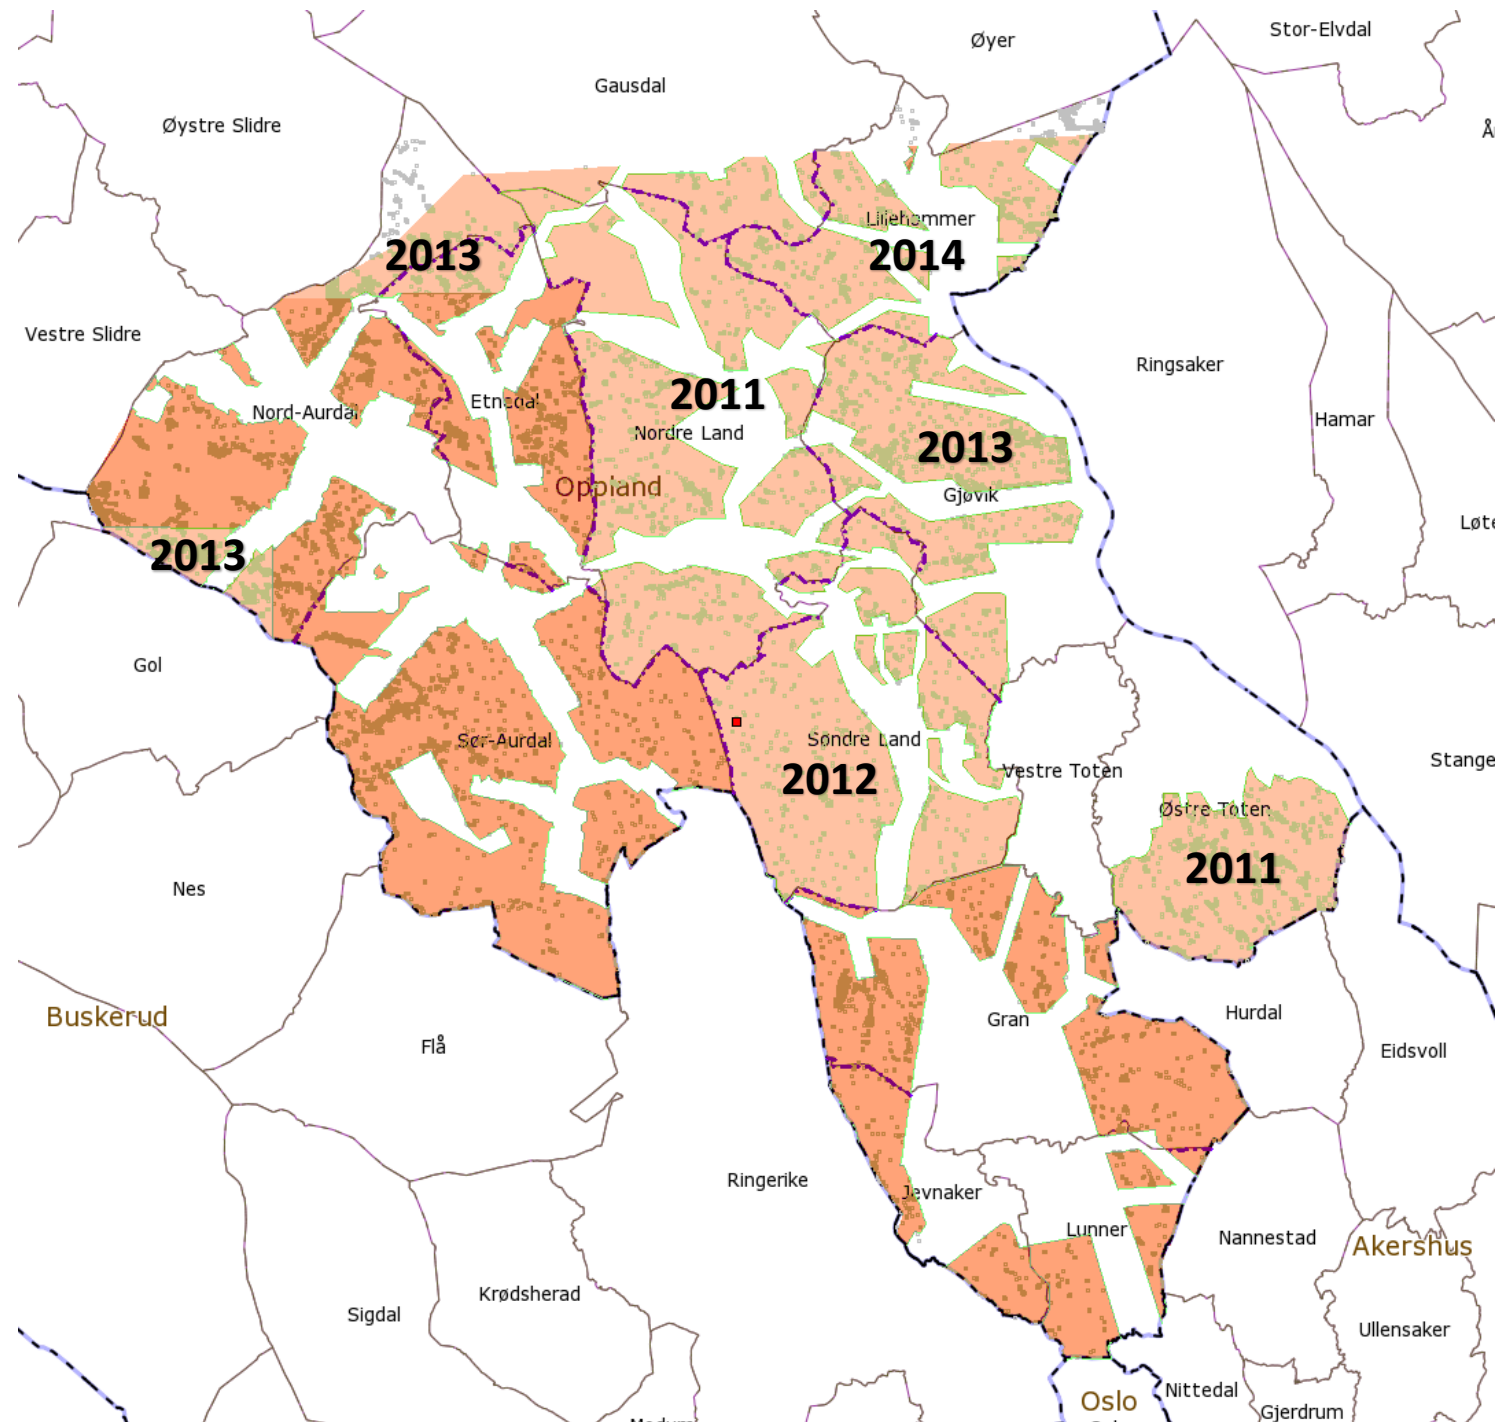 Stor-Elvdal
Øyer
Gausdal
Øystre Slidre
Lillehammer
2013
2014
Vestre Slidre
Ringsaker
2011
Etnedal
Nord-Aurdal
Hamar
Nordre Land
2013
Oppland
Gjøvik
Løte
2013
Gol
Sør-Aurdal
Søndre Land
Stange
Vestre Toten
2012
Østre Toten
2011
Nes
Buskerud
Gran
Hurdal
Flå
Eidsvoll
Ringerike
Jevnaker
Lunner
Nannestad
Akershus
Krødsherad
Sigdal
Ullensaker
Nittedal
Oslo
Gjerdrum